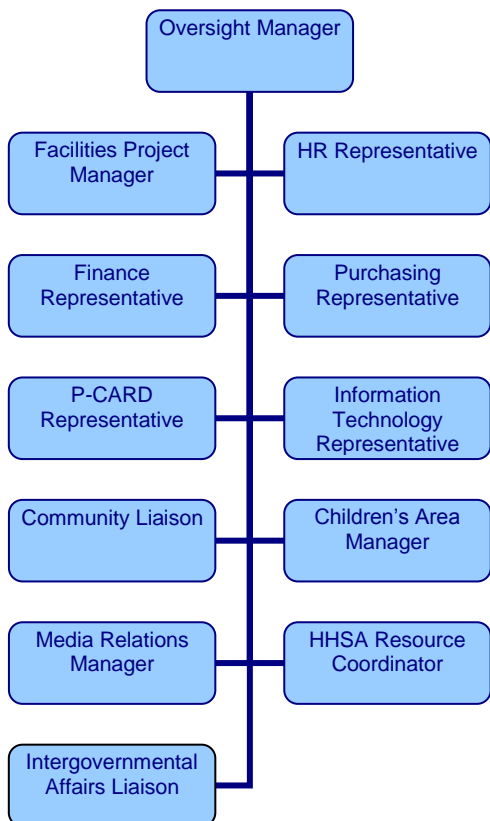 Oversight Manager
Facilities Project
Manager
HR Representative
Finance
Representative
Purchasing
Representative
P-CARD
Representative
Information
Technology
Representative
Community Liaison
Children’s Area
Manager
Media Relations
Manager
HHSA Resource
Coordinator
Intergovernmental
Affairs Liaison